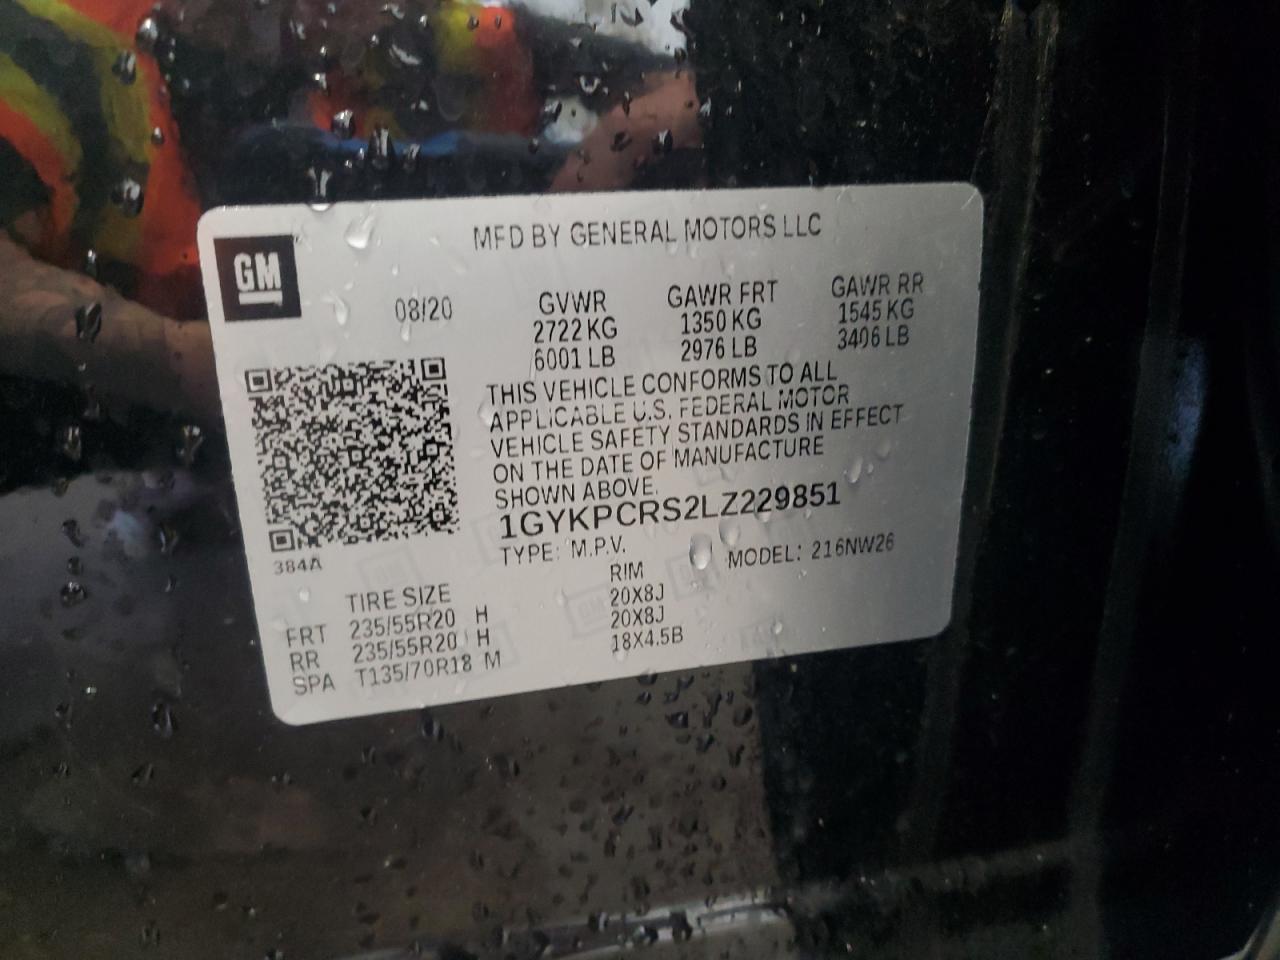 MFD BY GENERAL MOTORS LLC
GM
08/20
GVWR GAWR FRT GAWR RR
2722 KG 1350 KG 1545 KG
6001 LB 2976 LB 3406 LB
THIS VEHICLE CONFORMS TO ALL
APPLICABLE U.S. FEDERAL MOTOR
VEHICLE SAFETY STANDARDS IN EFFECT
ON THE DATE OF MANUFACTURE
SHOWN ABOVE.
1GYKPCRS2LZ229851
TYPE: M.P.V. MODEL: 216NW26
384A
TIRE SIZE RIM
FRT 235/55R20 H 20X8J
RR 235/55R20 H 20X8J
SPA T135/70R18 M 18X4.5B